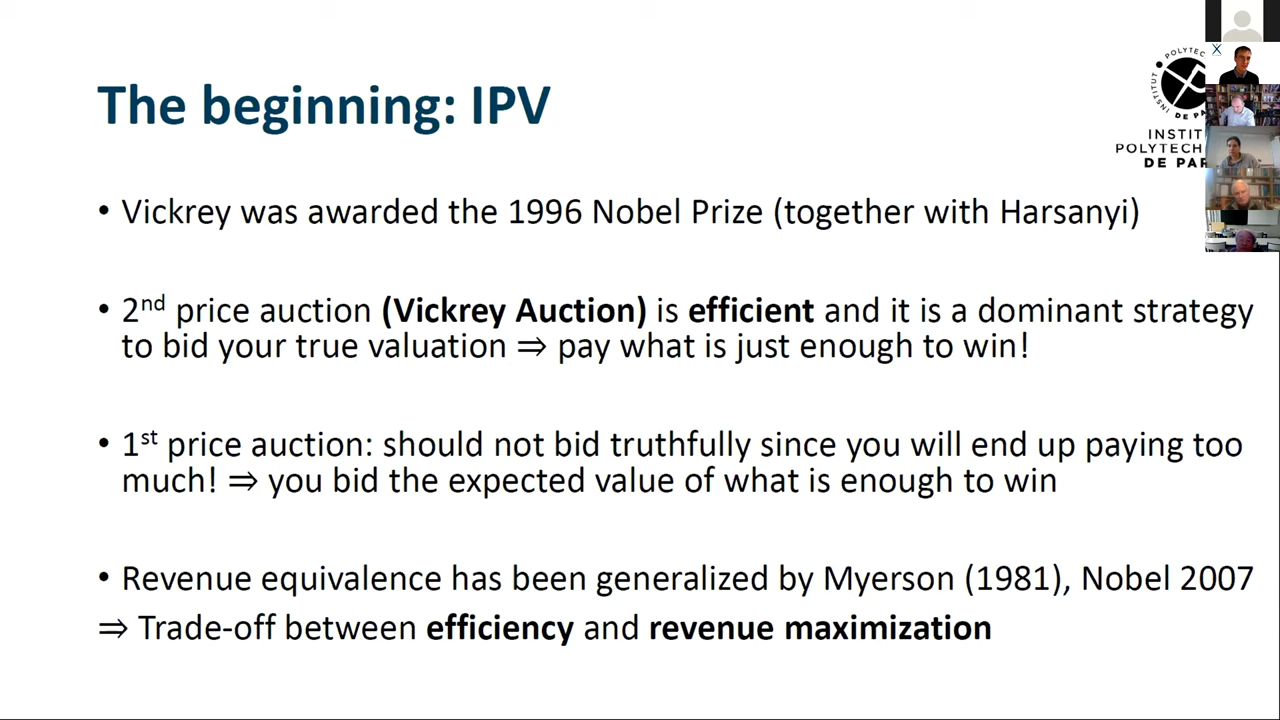 The beginning: IPV
• Vickrey was awarded the 1996 Nobel Prize (together with Harsanyi)
• 2nd price auction (Vickrey Auction) is efficient and it is a dominant strategy
to bid your true valuation ⇒ pay what is just enough to win!
• 1st price auction: should not bid truthfully since you will end up paying too
much! ⇒ you bid the expected value of what is enough to win
• Revenue equivalence has been generalized by Myerson (1981), Nobel 2007
⇒ Trade-off between efficiency and revenue maximization
INSTIT
POLYTECH
DE PAR